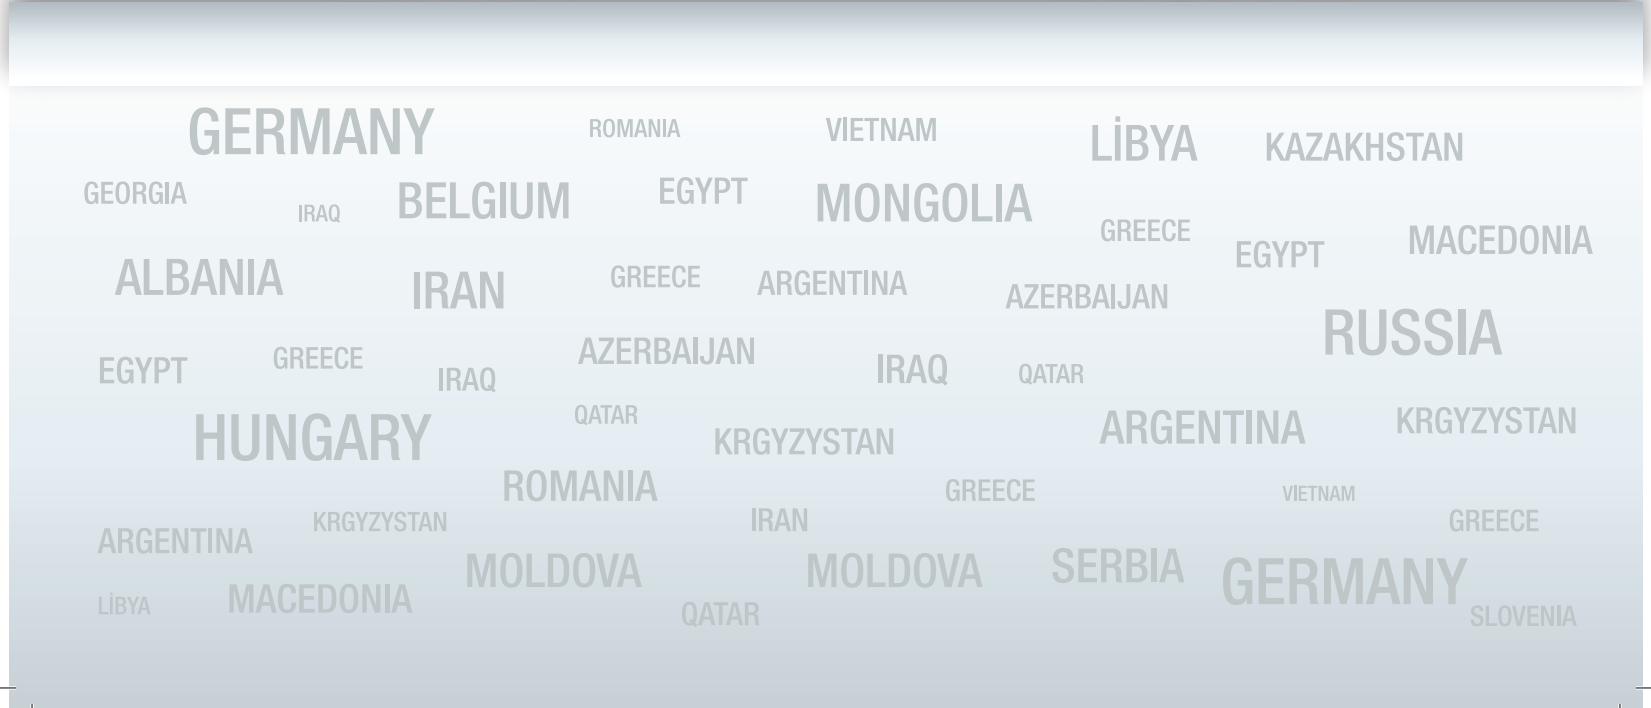 GERMANY ROMANIA VIETNAM LİBYA KAZAKHSTAN
GEORGIA IRAQ BELGIUM EGYPT MONGOLIA GREECE EGYPT MACEDONIA
ALBANIA IRAN GREECE ARGENTINA AZERBAIJAN RUSSIA
EGYPT GREECE IRAQ AZERBAIJAN IRAQ QATAR
HUNGARY QATAR KRGYZYSTAN ARGENTINA KRGYZYSTAN
ROMANIA GREECE VIETNAM
ARGENTINA KRGYZYSTAN IRAN GREECE
MOLDOVA MOLDOVA SERBIA GERMANY
LİBYA MACEDONIA QATAR SLOVENIA